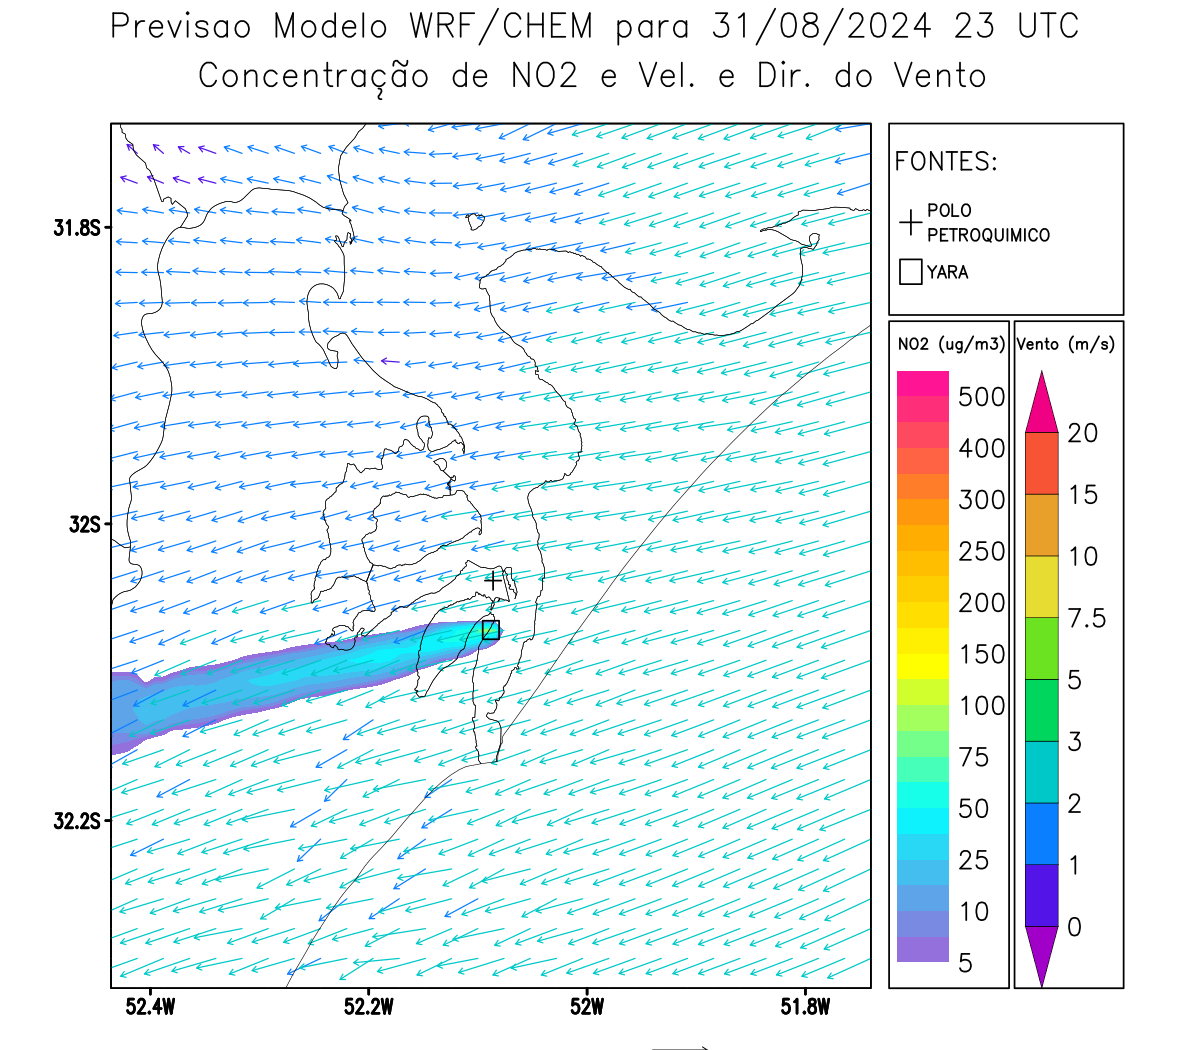 Previsao Modelo WRF/CHEM para 31/08/2024 23 UTC
Concentração de NO2 e Vel. e Dir. do Vento
FONTES:
POLO
PETROQUIMICO
YARA
NO2 (ug/m3)
500
400
300
250
200
150
100
75
50
25
10
5
Vento (m/s)
20
15
10
7.5
5
3
2
1
0
31.8S
32S
32.2S
52.4W
52.2W
52W
51.8W